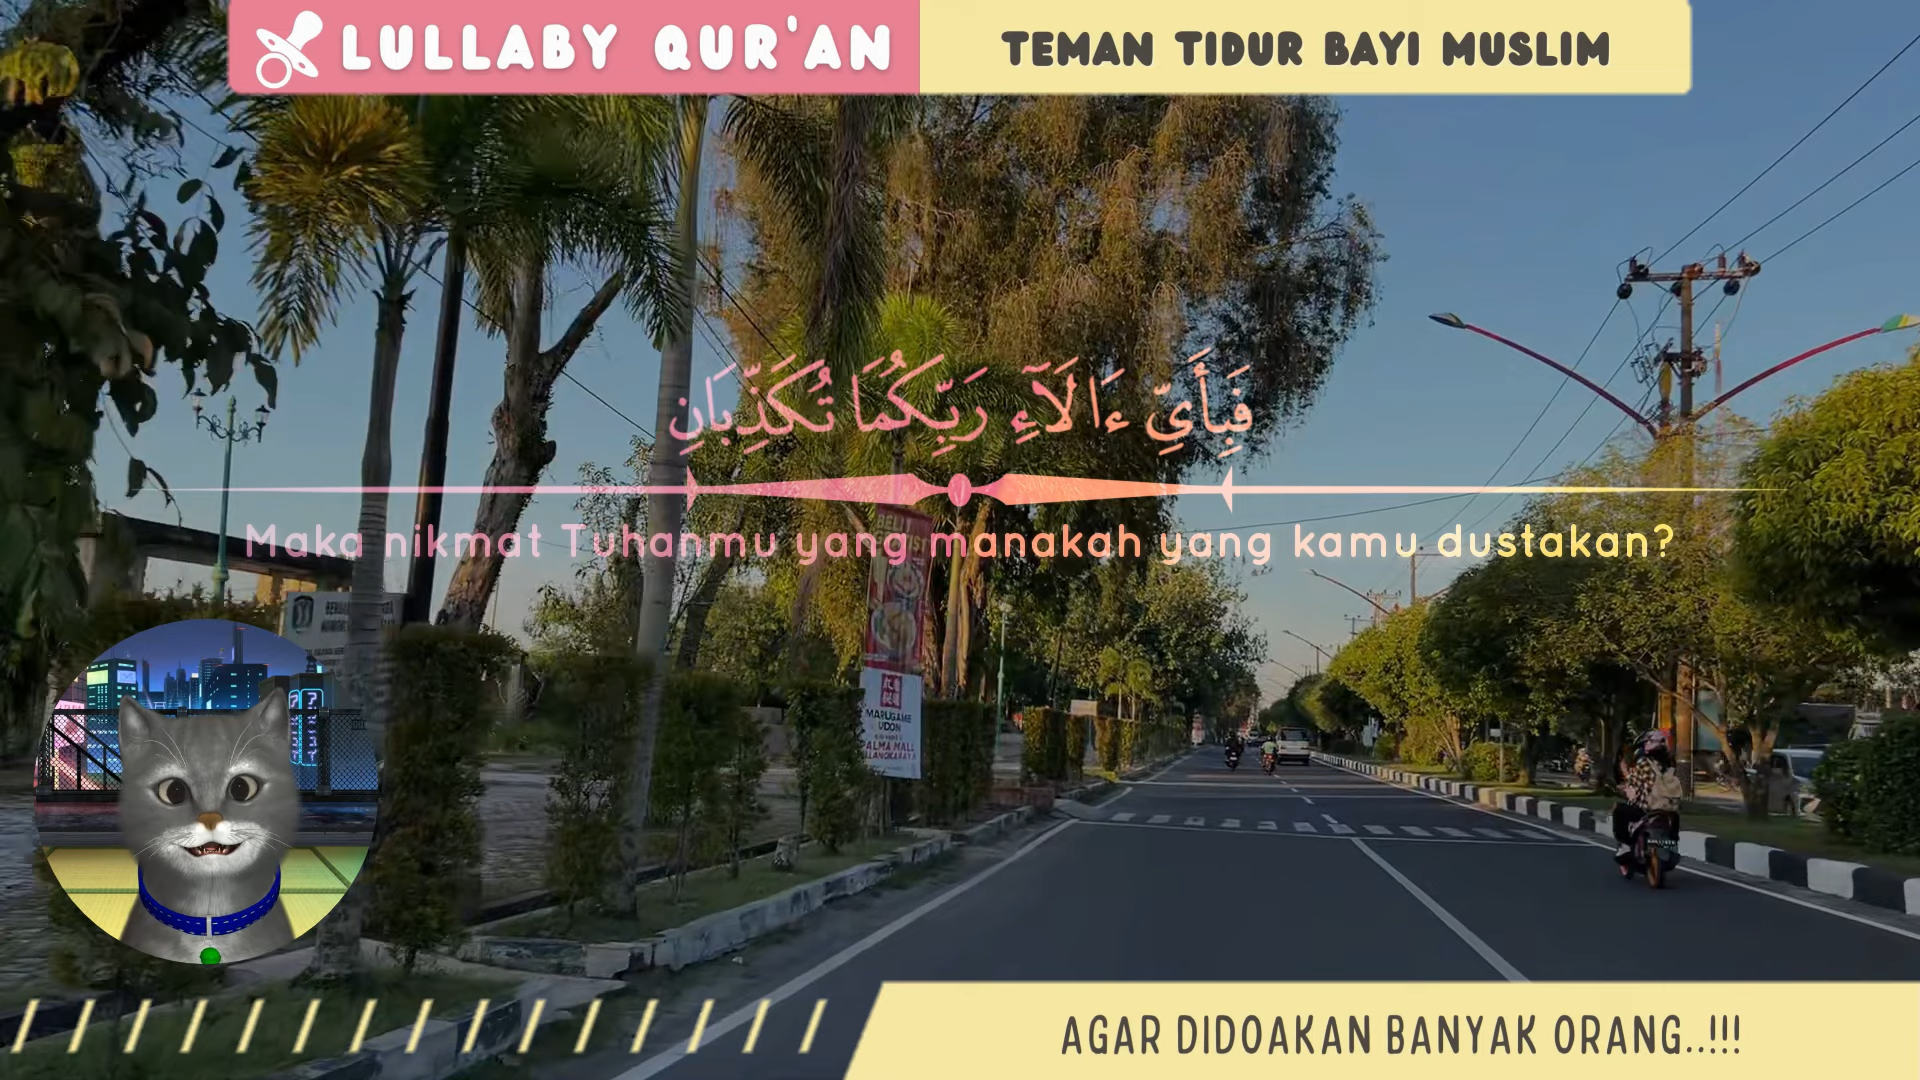 LULLABY QUR'AN
TEMAN TIDUR BAYI MUSLIM
فَبِأَيِّ ءَالَآءِ رَبِّكُمَا تُكَذِّبَانِ
Maka nikmat Tuhanmu yang manakah yang kamu dustakan?
MARUGAME
UDON
PALMA MALL
AGAR DIDOAKAN BANYAK ORANG..!!!